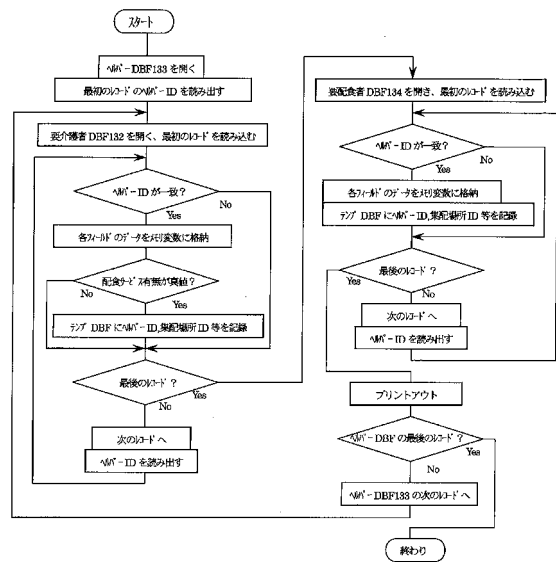 スタート
ヘルパーDBF133を開く
最初のレコードのヘルパーIDを読み出す
要介護者DBF132を開く、最初のレコードを読み込む
ヘルパーIDが一致?
Yes
No
各フィールドのデータをメモリ変数に格納
配食サービス有無が真値?
No
Yes
テンプDBFにヘルパーID,集配場所ID等を記録
最後のレコード?
No
Yes
次のレコードへ
ヘルパーIDを読み出す
要配食者DBF134を開き、最初のレコードを読み込む
ヘルパーIDが一致?
Yes
No
各フィールドのデータをメモリ変数に格納
テンプDBFにヘルパーID,集配場所ID等を記録
最後のレコード?
Yes
No
次のレコードへ
ヘルパーIDを読み出す
プリントアウト
ヘルパーDBFの最後のレコード?
Yes
No
ヘルパーDBF133の次のレコードへ
終わり